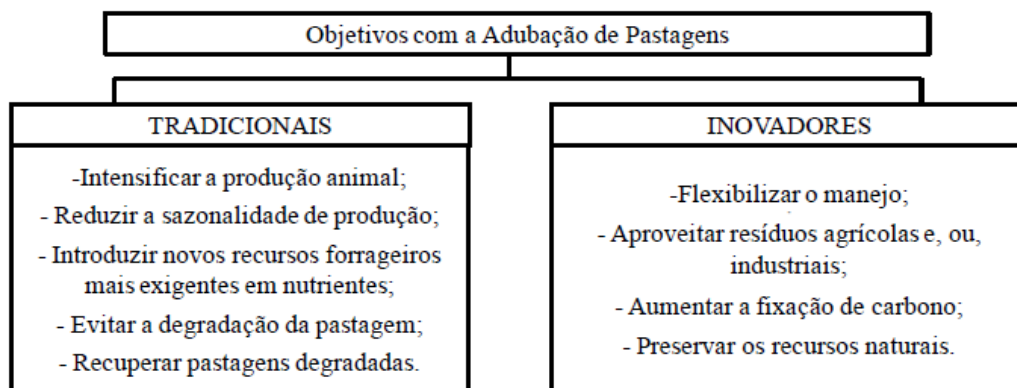 Objetivos com a Adubação de Pastagens
TRADICIONAIS
-Intensificar a produção animal;
- Reduzir a sazonalidade de produção;
- Introduzir novos recursos forrageiros
mais exigentes em nutrientes;
- Evitar a degradação da pastagem;
- Recuperar pastagens degradadas.
INOVADORES
-Flexibilizar o manejo;
- Aproveitar resíduos agrícolas e, ou,
industriais;
- Aumentar a fixação de carbono;
- Preservar os recursos naturais.